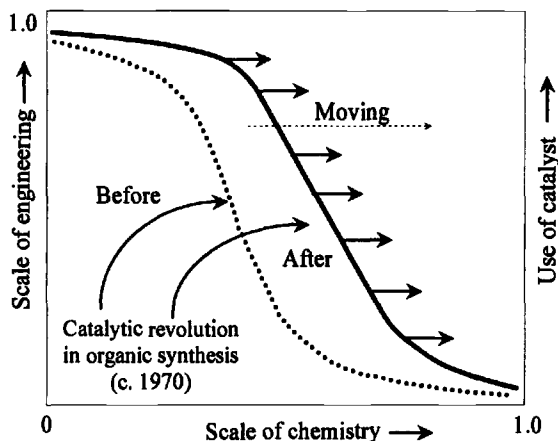 1.0
Scale of engineering →
Moving
Before
After
Catalytic revolution
in organic synthesis
(c. 1970)
Use of catalyst →
0
Scale of chemistry →
1.0